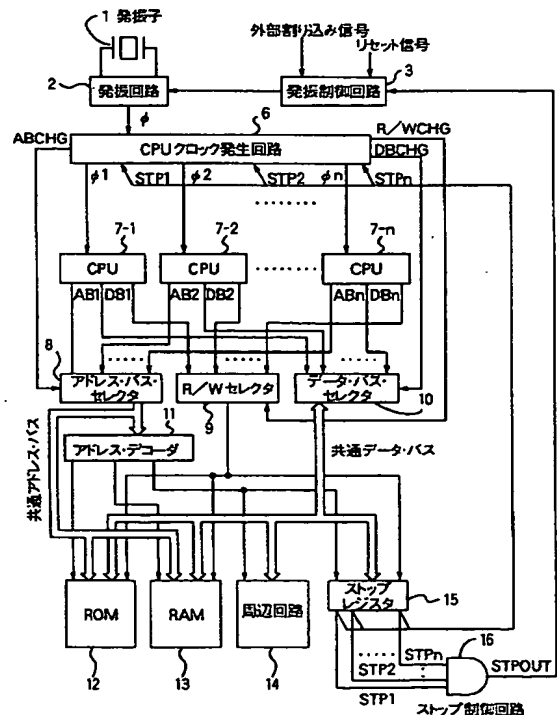 1 発振子
外部割り込み信号
リセット信号
2 発振回路
発振制御回路 3
φ
6
ABCHG
R/WCHG
CPUクロック発生回路
DBCHG
φ1 STP1 φ2 STP2 φn STPn
7-1 7-2 7-n
CPU CPU CPU
AB1 DB1 AB2 DB2 ABn DBn
8
アドレス・バス・セレクタ
R/Wセレクタ
データ・バス・セレクタ
9
10
11
アドレス・デコーダ
共通アドレス・バス
共通データ・バス
ROM
RAM
周辺回路
ストップレジスタ 15
12 13 14
16
STPn
STP2
STP1
STPOUT
ストップ制御回路